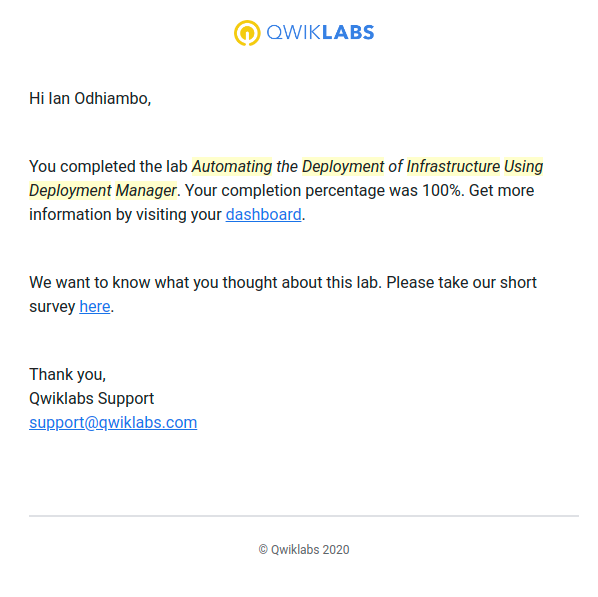 QWIKLABS
Hi Ian Odhiambo,
You completed the lab Automating the Deployment of Infrastructure Using
Deployment Manager. Your completion percentage was 100%. Get more
information by visiting your dashboard.
We want to know what you thought about this lab. Please take our short
survey here.
Thank you,
Qwiklabs Support
support@qwiklabs.com
© Qwiklabs 2020